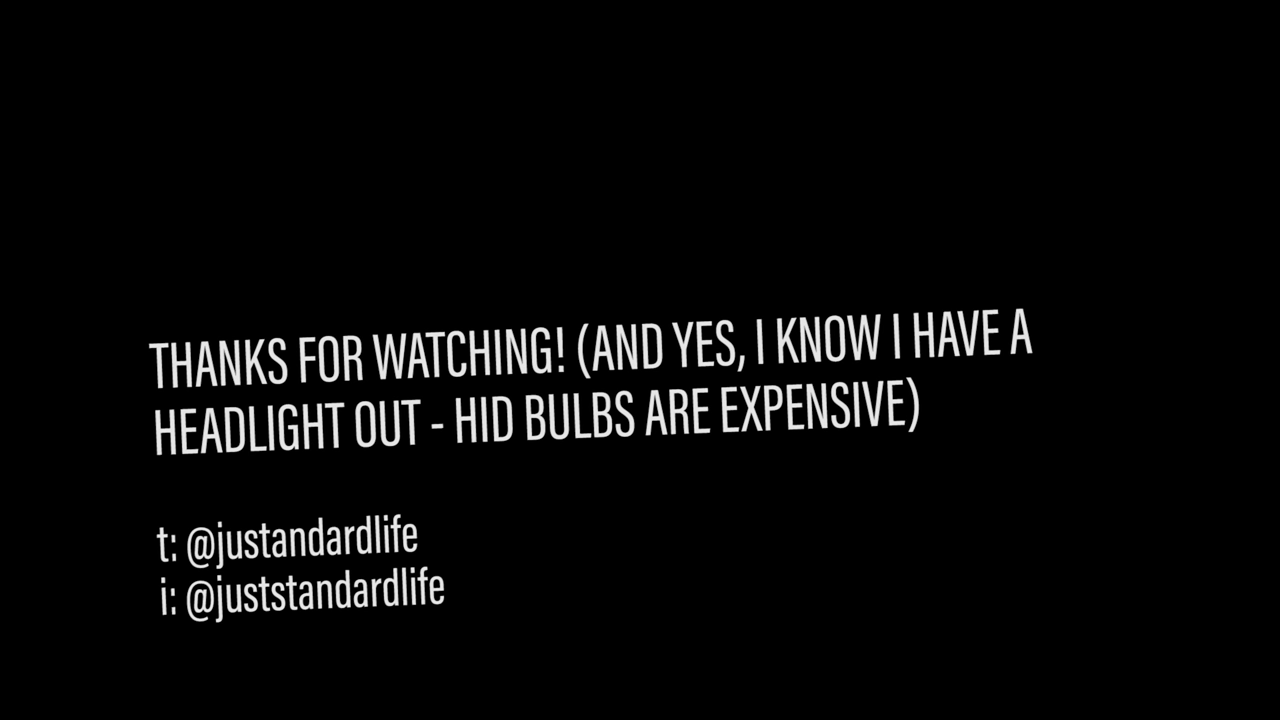 THANKS FOR WATCHING! (AND YES, I KNOW I HAVE A
HEADLIGHT OUT - HID BULBS ARE EXPENSIVE)
t: @justandardlife
i: @juststandardlife